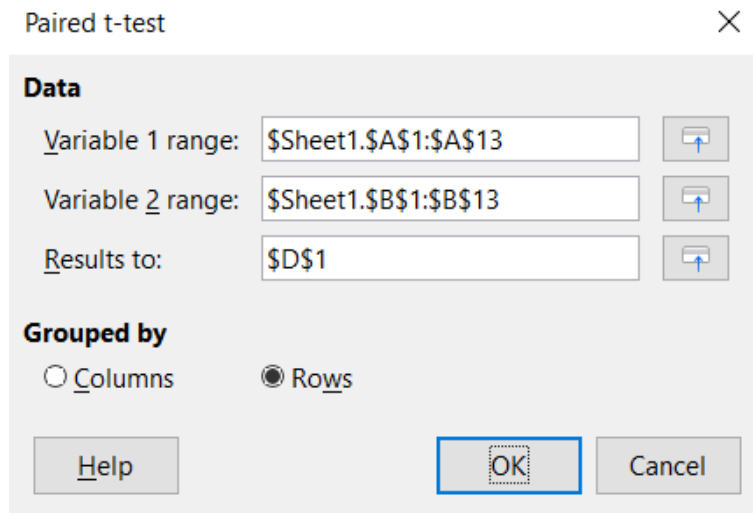 Paired t-test
Data
Variable 1 range: $Sheet1.$A$1:$A$13
Variable 2 range: $Sheet1.$B$1:$B$13
Results to: $D$1
Grouped by
Columns Rows
Help OK Cancel